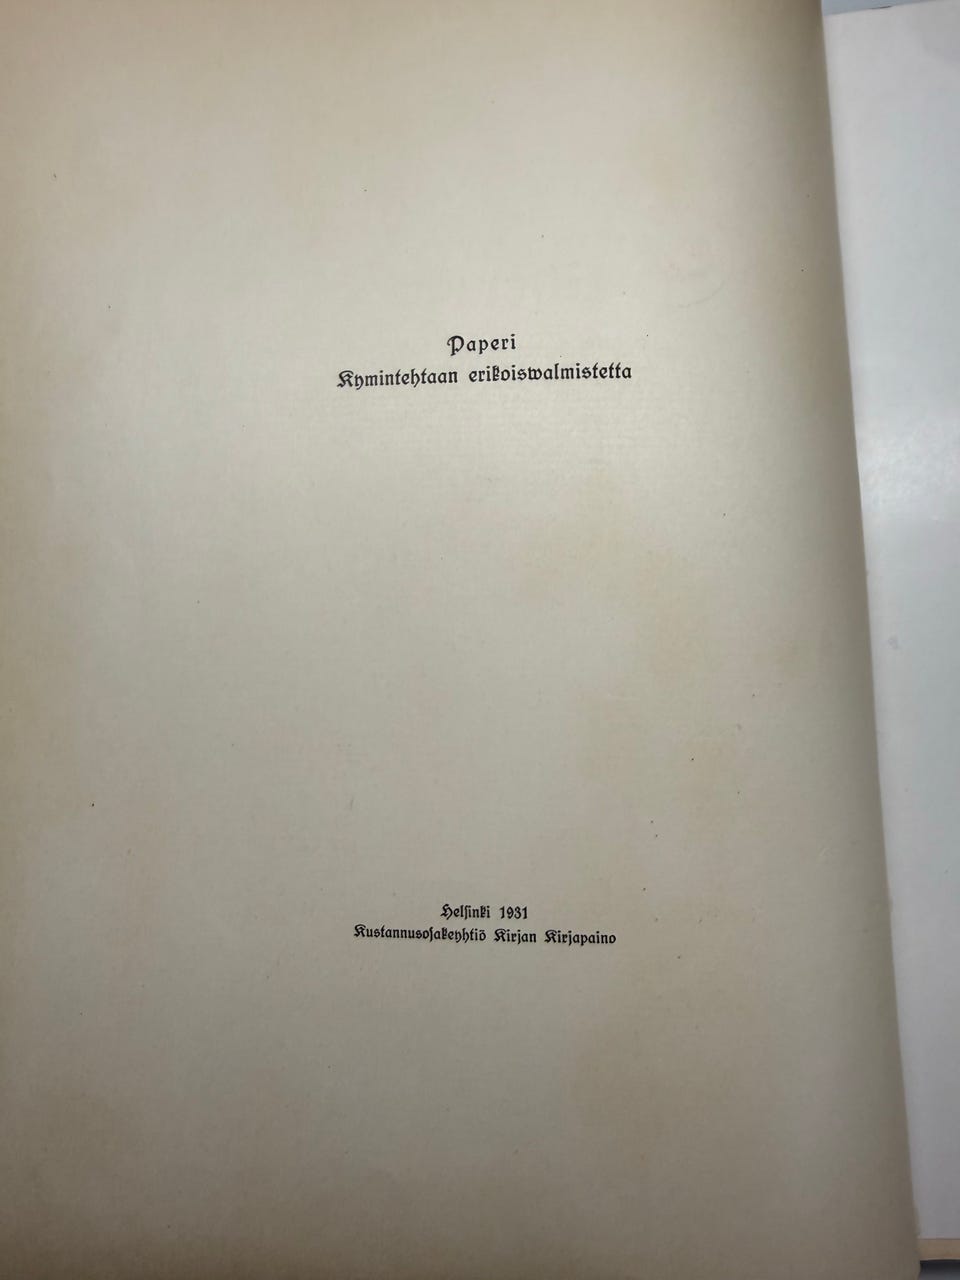 Paperi
Kymintehtaan erikoiswalmistetta
Helsinki 1931
Kustannusosakeyhtiö Kirjan Kirjapaino